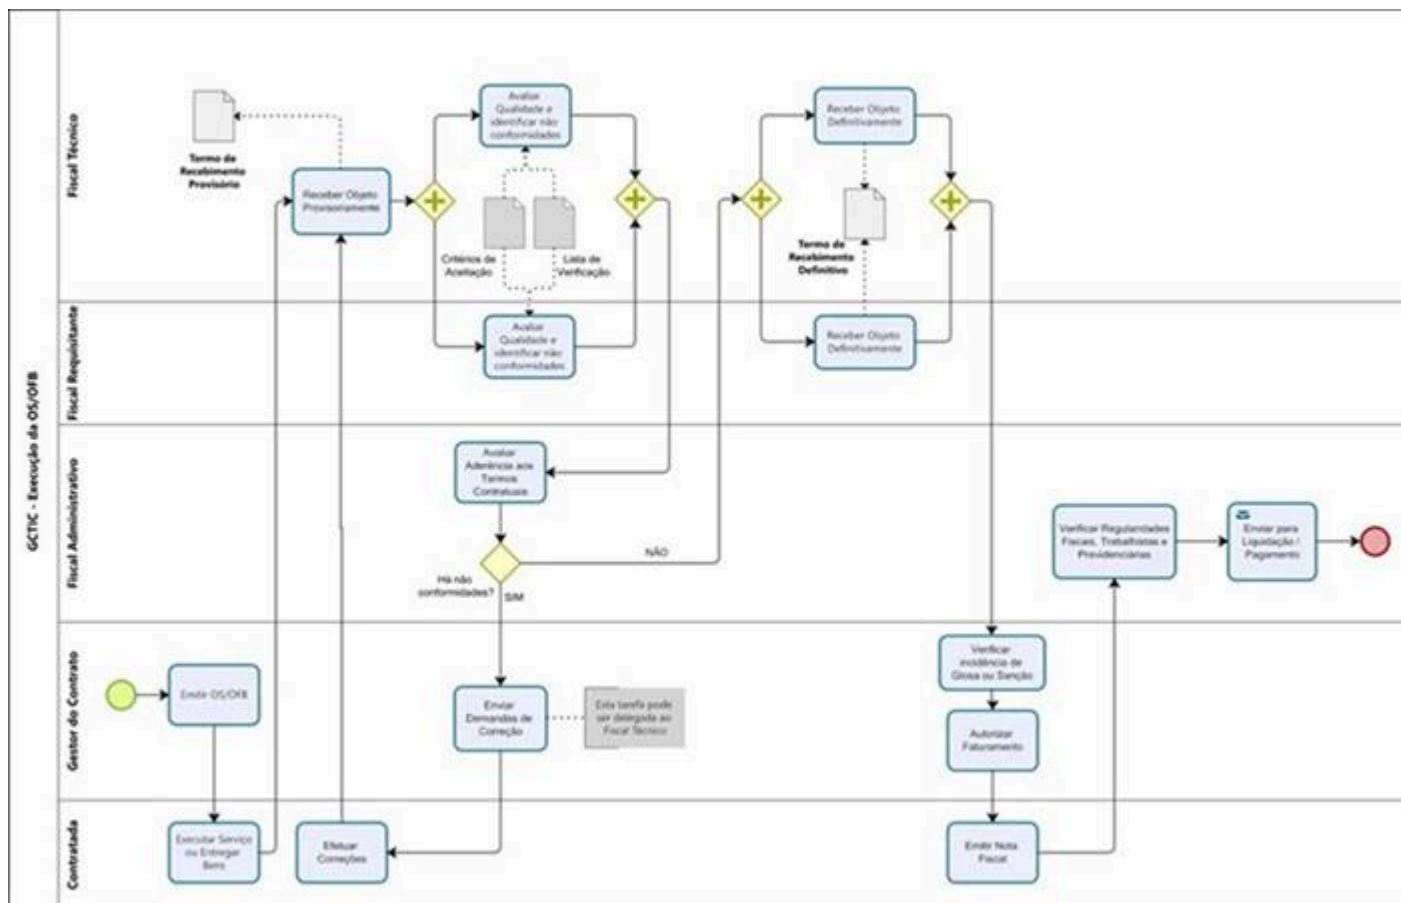 GCTIC - Execução da OS/OFB
Fiscal Técnico
Termo de
Recebimento
Provisório
Receber Objeto
Provisoriamente
Avaliar
Qualidade e
identificar não
conformidades
Critérios de
Aceitação
Lista de
Verificação
Receber Objeto
Definitivamente
Termo de
Recebimento
Definitivo
Fiscal Requisitante
Avaliar
Qualidade e
identificar não
conformidades
Receber Objeto
Definitivamente
Fiscal Administrativo
Avaliar
Aderência aos
Termos
Contratuais
Há não
conformidades?
NÃO
SIM
Verificar Regularidades
Fiscais, Trabalhistas e
Previdenciárias
Enviar para
Liquidação /
Pagamento
Gestor do Contrato
Emitir OS/OFB
Enviar
Demandas de
Correção
Esta tarefa pode
ser delegada ao
Fiscal Técnico
Verificar
incidência de
Glosa ou Sanção
Autorizar
Faturamento
Contratada
Executar Serviço
ou Entregar
Bens
Efetuar
Correções
Emitir Nota
Fiscal